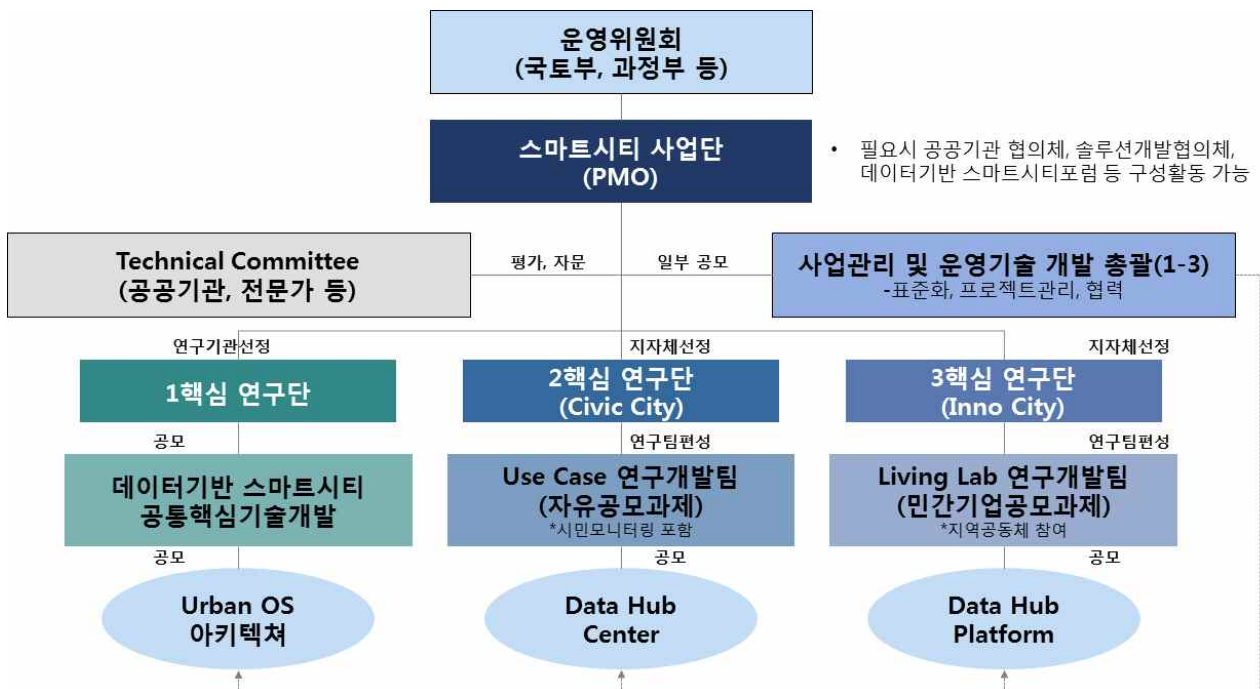 운영위원회
(국토부, 과정부 등)
스마트시티 사업단
(PMO)
• 필요시 공공기관 협의체, 솔루션개발협의체,
데이터기반 스마트시티포럼 등 구성활동 가능
Technical Committee
(공공기관, 전문가 등)
평가, 자문
일부 공모
사업관리 및 운영기술 개발 총괄(1-3)
-표준화, 프로젝트관리, 협력
연구기관선정
지자체선정
지자체선정
1핵심 연구단
2핵심 연구단
(Civic City)
3핵심 연구단
(Inno City)
공모
연구팀편성
연구팀편성
데이터기반 스마트시티
공통핵심기술개발
Use Case 연구개발팀
(자유공모과제)
*시민모니터링 포함
Living Lab 연구개발팀
(민간기업공모과제)
*지역공동체 참여
공모
공모
공모
Urban OS
아키텍쳐
Data Hub
Center
Data Hub
Platform